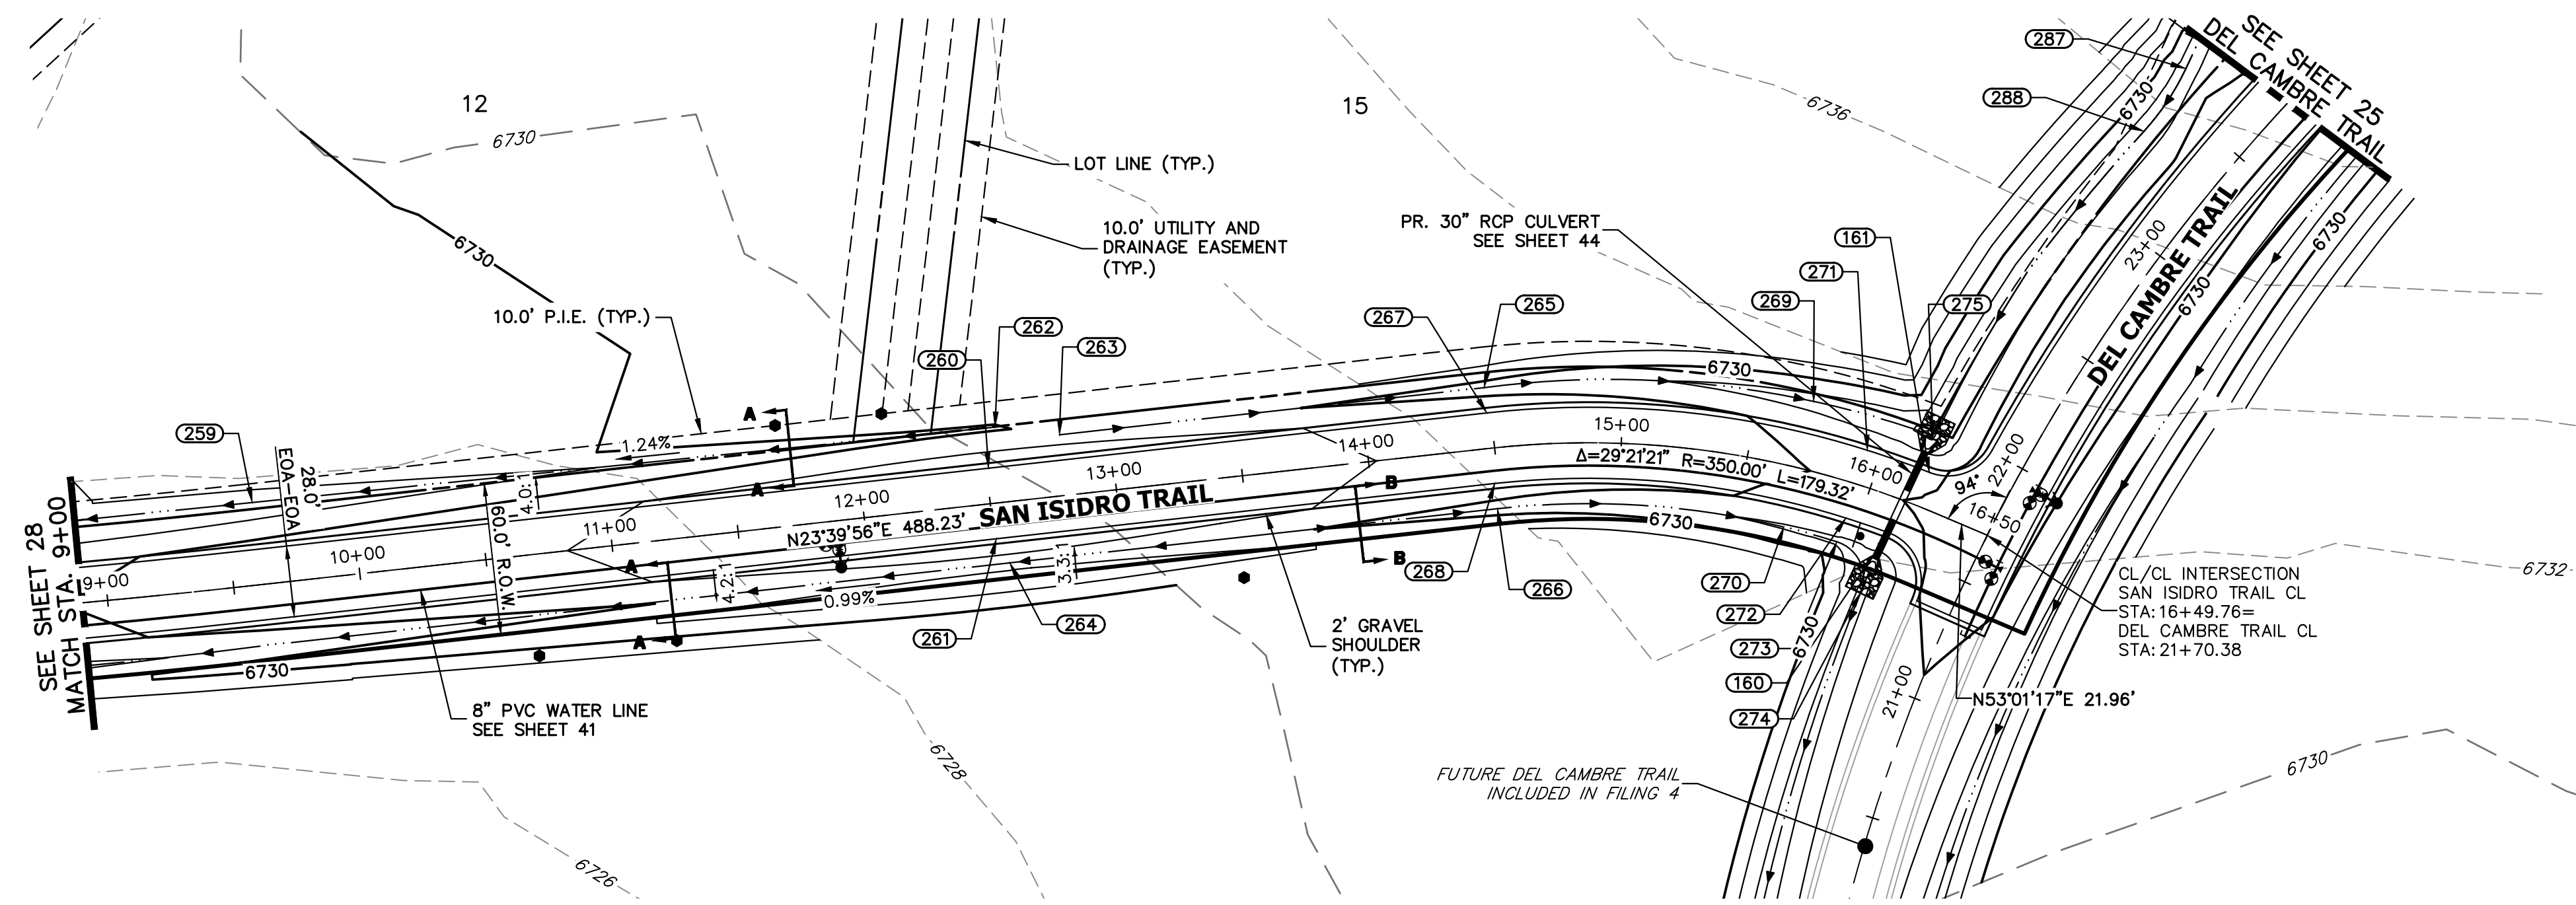 SEE SHEET 28
MATCH STA. 9+00
12
15
6730
6730
6736
LOT LINE (TYP.)
10.0' UTILITY AND
DRAINAGE EASEMENT
(TYP.)
10.0' P.I.E. (TYP.)
PR. 30" RCP CULVERT
SEE SHEET 44
287
288
SEE SHEET 25
DEL CAMBRE TRAIL
6730
6730
6730
DEL CAMBRE TRAIL
23+00
22+00
161
271
269
275
265
267
262
263
260
259
6730
EOA-EOA
28.0'
1.24%
4.0:1
60.0' R.O.W.
A
A
A
A
B
B
9+00
10+00
11+00
12+00
13+00
14+00
15+00
16+00
16+50
94°
Δ=29°21'21" R=350.00' L=179.32'
N23°39'56"E 488.23'
SAN ISIDRO TRAIL
4.2:1
3.3:1
0.99%
6730
6730
6730
261
264
268
266
270
272
273
160
274
2' GRAVEL
SHOULDER
(TYP.)
8" PVC WATER LINE
SEE SHEET 41
CL/CL INTERSECTION
SAN ISIDRO TRAIL CL
STA:16+49.76=
DEL CAMBRE TRAIL CL
STA:21+70.38
N53°01'17"E 21.96'
21+00
FUTURE DEL CAMBRE TRAIL
INCLUDED IN FILING 4
6732
6730
6728
6726